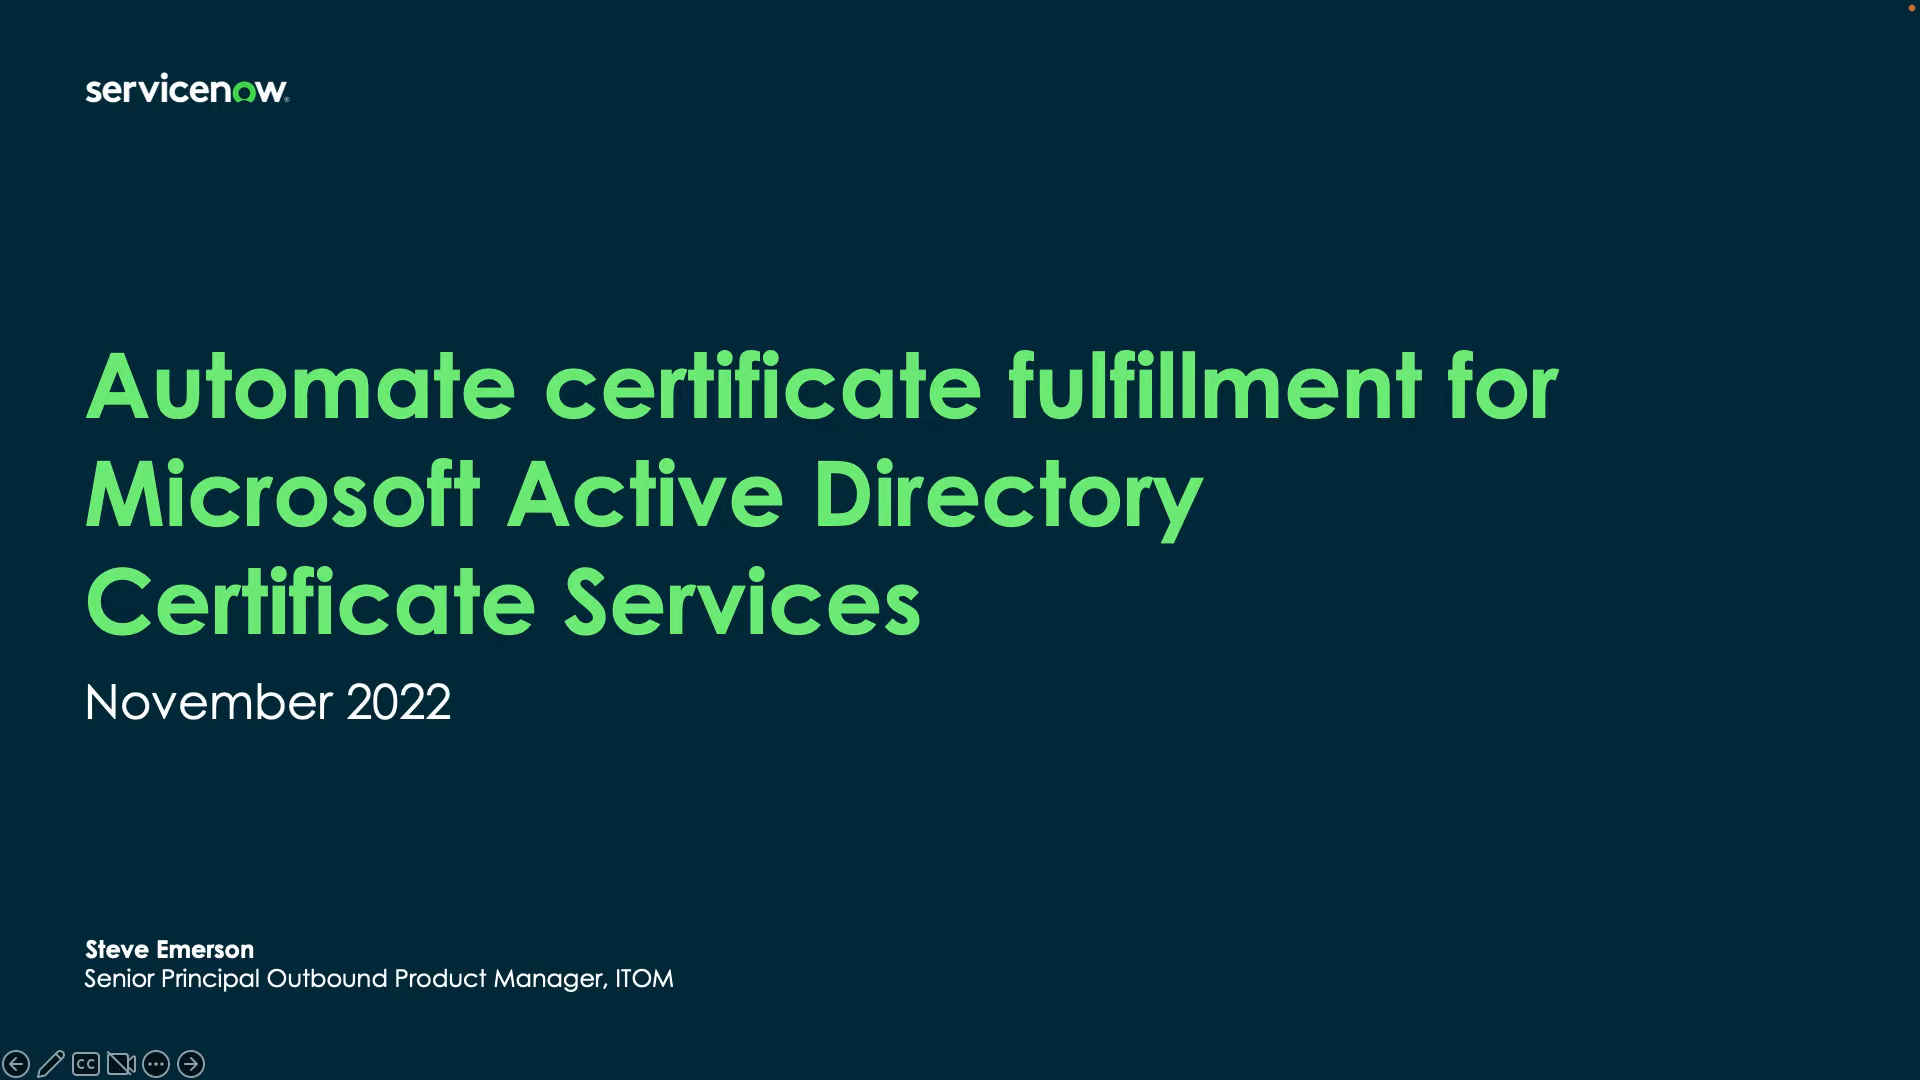 servicenow®
Automate certificate fulfillment for
Microsoft Active Directory
Certificate Services
November 2022
Steve Emerson
Senior Principal Outbound Product Manager, ITOM
CC